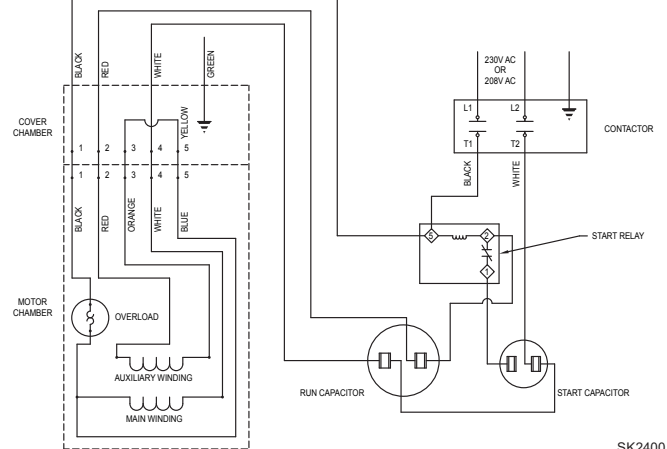 BLACK
RED
WHITE
GREEN
COVER
CHAMBER
YELLOW
1
2
3
4
5
1
2
3
4
5
BLACK
RED
ORANGE
WHITE
BLUE
MOTOR
CHAMBER
OVERLOAD
AUXILIARY WINDING
MAIN WINDING
230V AC
OR
208V AC
L1
L2
CONTACTOR
T1
T2
BLACK
WHITE
5
2
1
START RELAY
RUN CAPACITOR
START CAPACITOR
SK2400